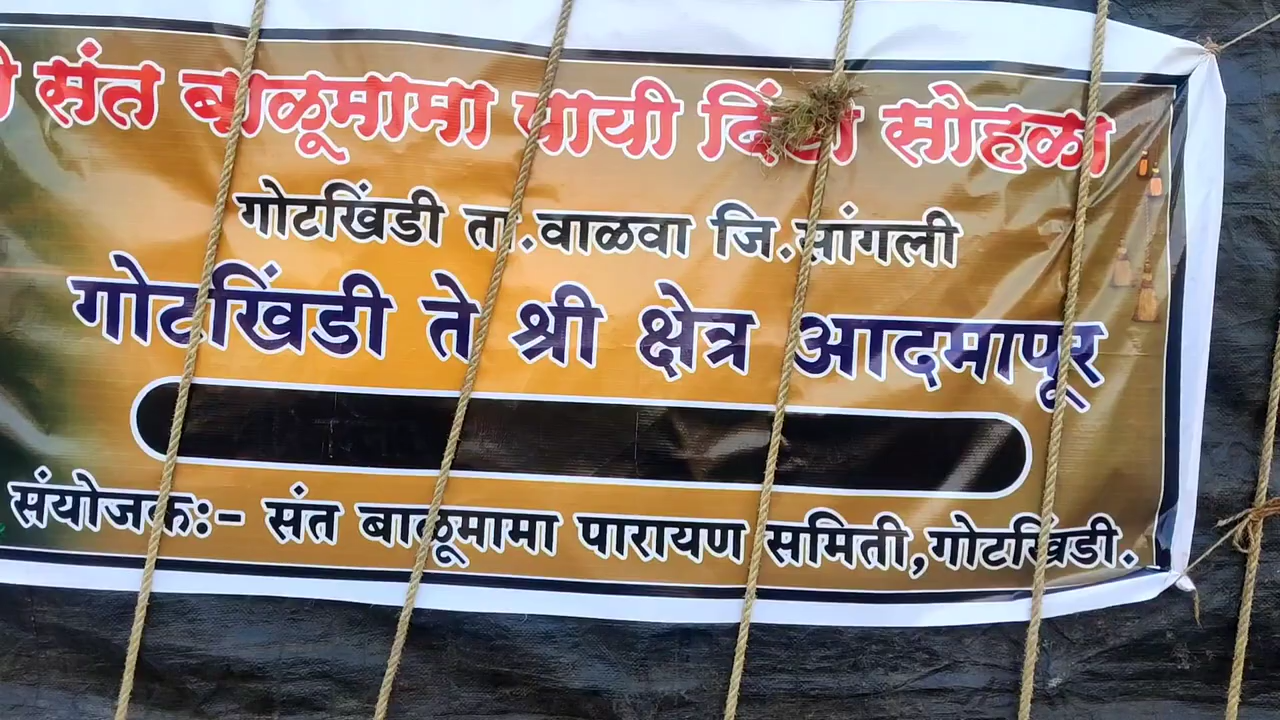 संत बाळूमामा पायी दिंडी सोहळा
गोटखिंडी ता.वाळवा जि.सांगली
गोटखिंडी ते श्री क्षेत्र आदमापूर
संयोजक:- संत बाळूमामा पारायण समिती,गोटखिंडी.